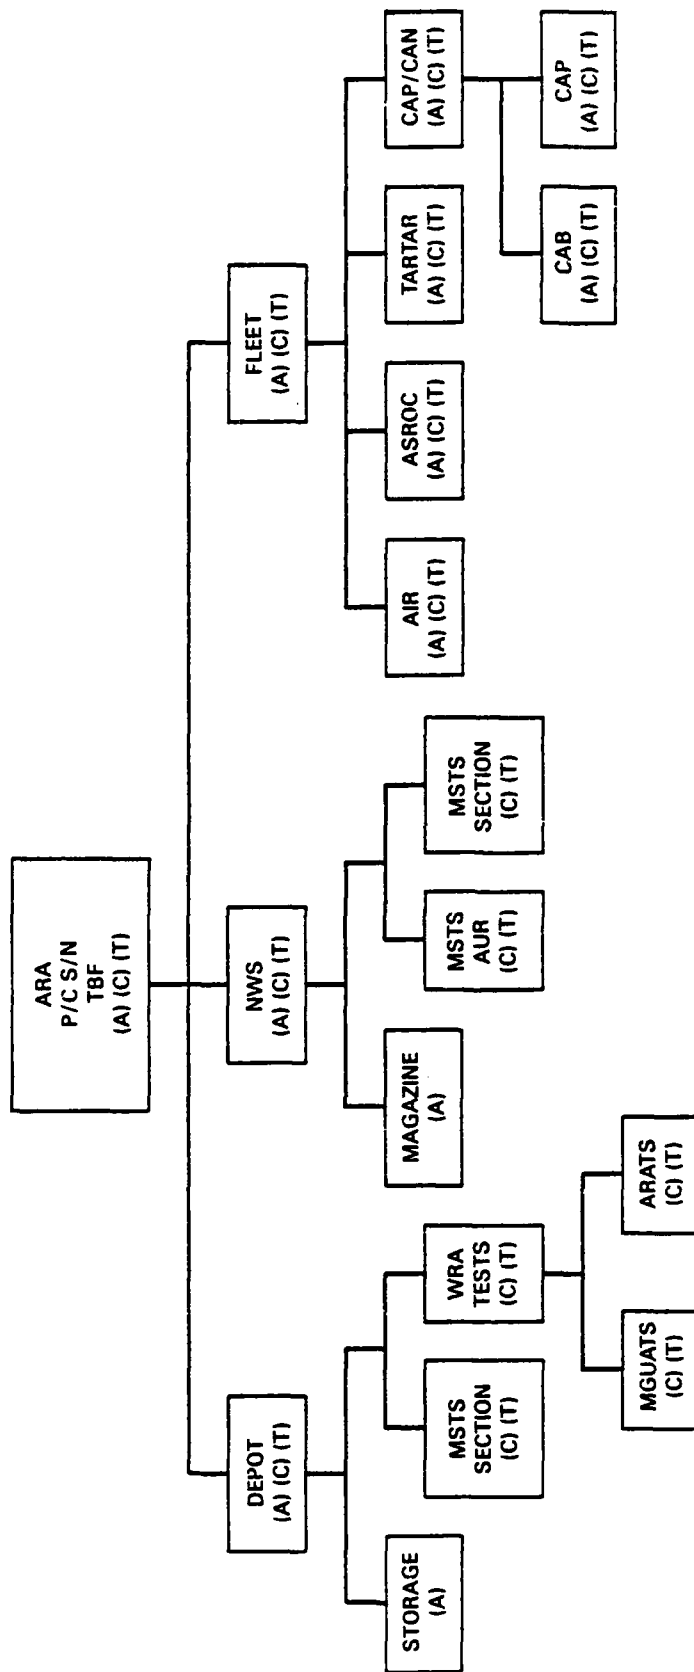 ARA
P/C S/N
TBF
(A) (C) (T)
DEPOT
(A) (C) (T)
NWS
(A) (C) (T)
FLEET
(A) (C) (T)
STORAGE
(A)
MSTS
SECTION
(C) (T)
WRA
TESTS
(C) (T)
MGUATS
(C) (T)
ARATS
(C) (T)
MAGAZINE
(A)
MSTS
AUR
(C) (T)
MSTS
SECTION
(C) (T)
AIR
(A) (C) (T)
ASROC
(A) (C) (T)
TARTAR
(A) (C) (T)
CAP/CAN
(A) (C) (T)
CAB
(A) (C) (T)
CAP
(A) (C) (T)